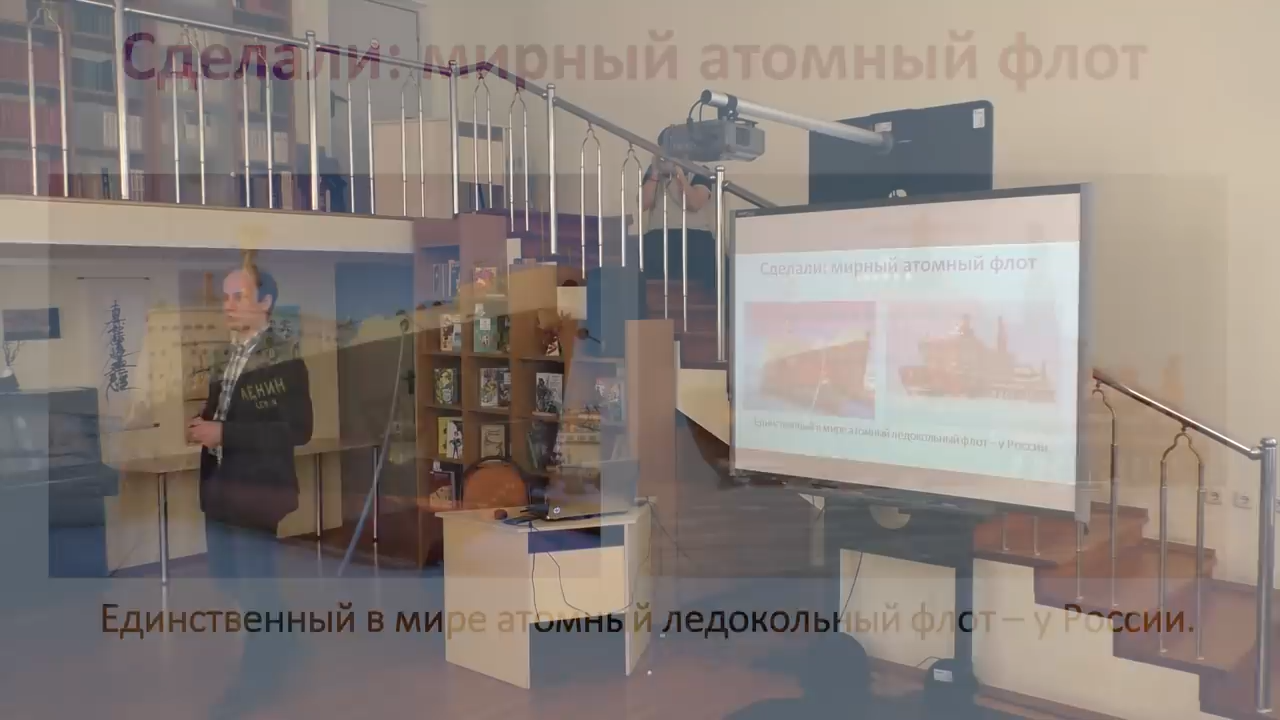 Сделали: мирный атомный флот
Сделали: мирный атомный флот
Единственный в мире атомный ледокольный флот – у России.
ЛЕНИН
LENIN
Единственный в мире атомный ледокольный флот – у России.